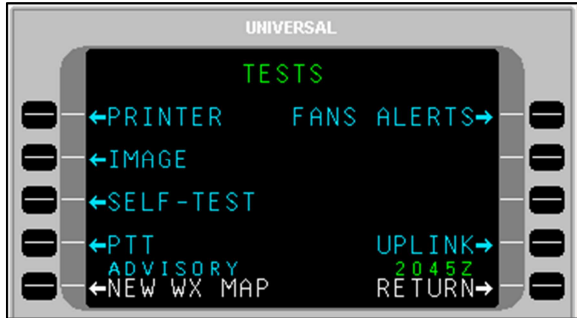 UNIVERSAL
TESTS
←PRINTER FANS ALERTS→
←IMAGE
←SELF-TEST
←PTT UPLINK→
ADVISORY 2045Z
←NEW WX MAP RETURN→